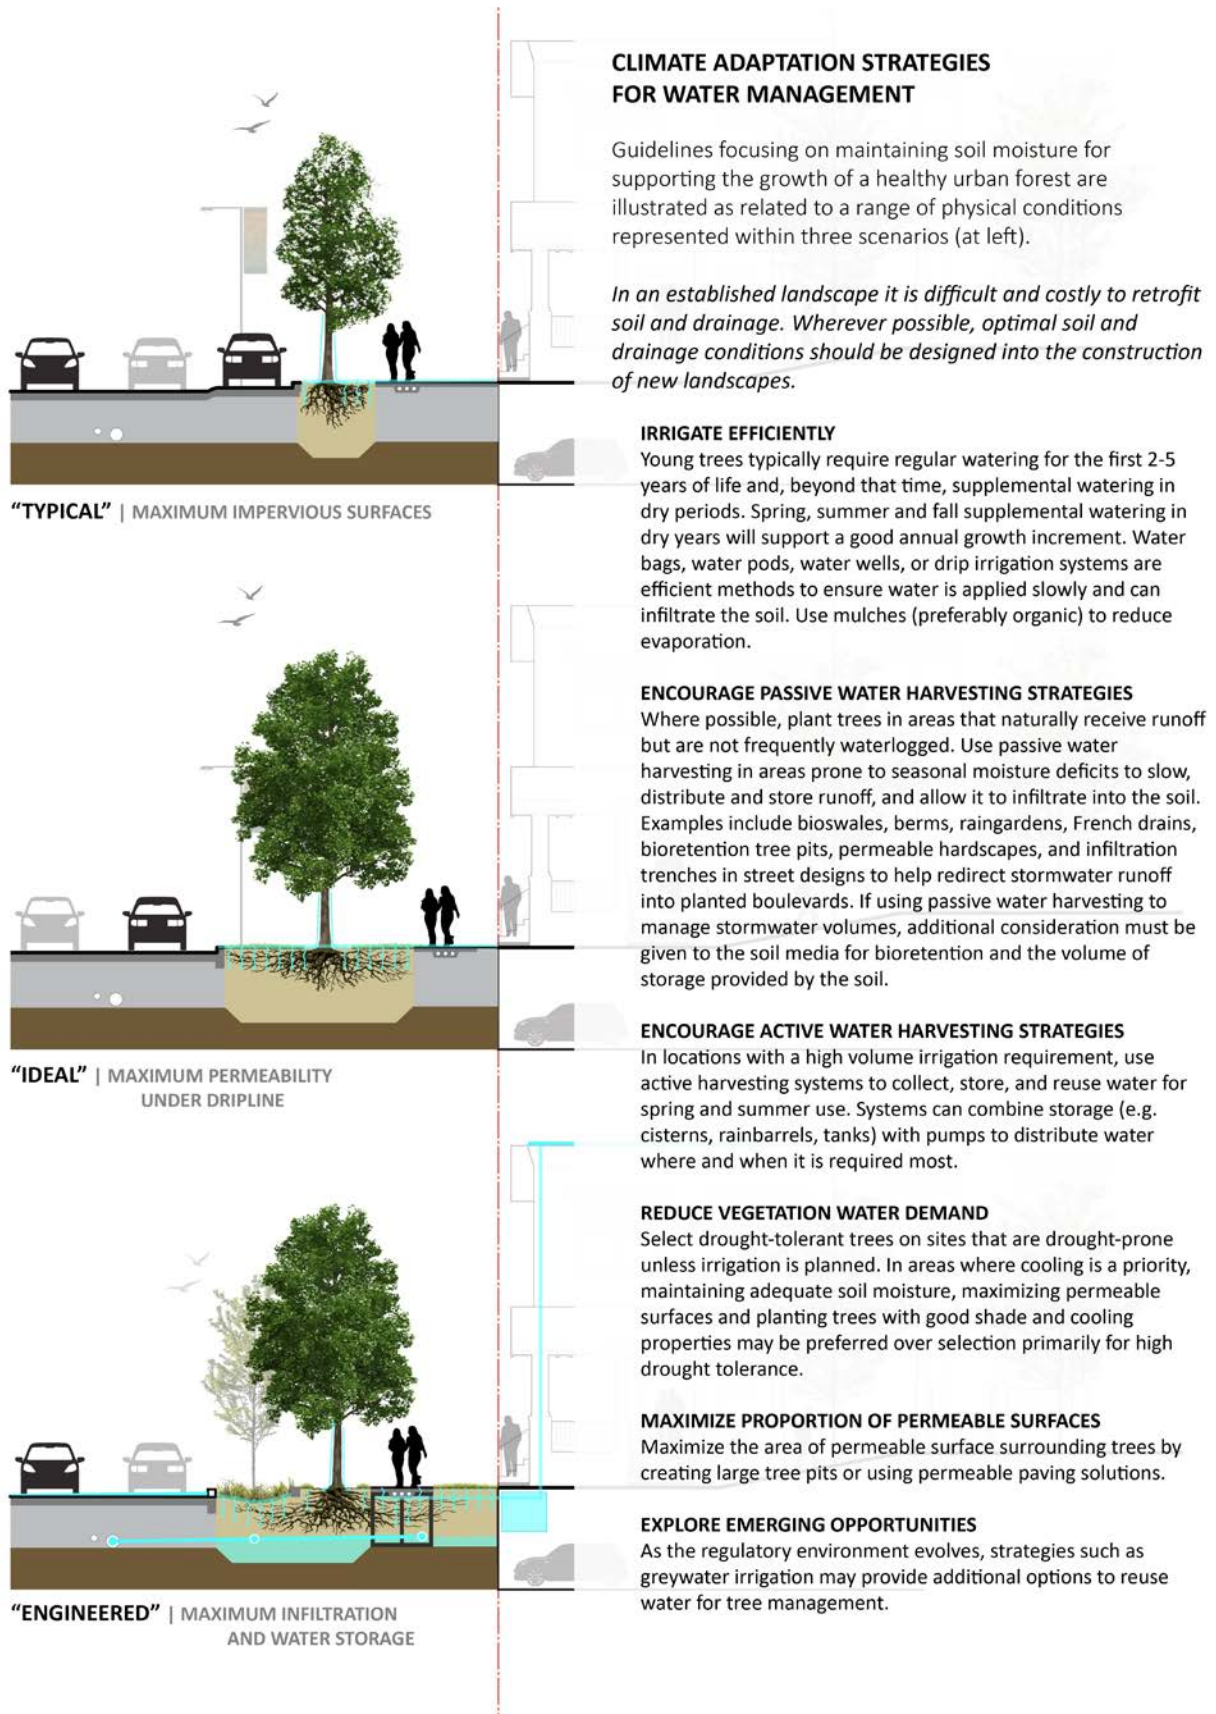 CLIMATE ADAPTATION STRATEGIES
FOR WATER MANAGEMENT
Guidelines focusing on maintaining soil moisture for
supporting the growth of a healthy urban forest are
illustrated as related to a range of physical conditions
represented within three scenarios (at left).
In an established landscape it is difficult and costly to retrofit
soil and drainage. Wherever possible, optimal soil and
drainage conditions should be designed into the construction
of new landscapes.
IRRIGATE EFFICIENTLY
Young trees typically require regular watering for the first 2-5
years of life and, beyond that time, supplemental watering in
dry periods. Spring, summer and fall supplemental watering in
dry years will support a good annual growth increment. Water
bags, water pods, water wells, or drip irrigation systems are
efficient methods to ensure water is applied slowly and can
infiltrate the soil. Use mulches (preferably organic) to reduce
evaporation.
ENCOURAGE PASSIVE WATER HARVESTING STRATEGIES
Where possible, plant trees in areas that naturally receive runoff
but are not frequently waterlogged. Use passive water
harvesting in areas prone to seasonal moisture deficits to slow,
distribute and store runoff, and allow it to infiltrate into the soil.
Examples include bioswales, berms, raingardens, French drains,
bioretention tree pits, permeable hardscapes, and infiltration
trenches in street designs to help redirect stormwater runoff
into planted boulevards. If using passive water harvesting to
manage stormwater volumes, additional consideration must be
given to the soil media for bioretention and the volume of
storage provided by the soil.
ENCOURAGE ACTIVE WATER HARVESTING STRATEGIES
In locations with a high volume irrigation requirement, use
active harvesting systems to collect, store, and reuse water for
spring and summer use. Systems can combine storage (e.g.
cisterns, rainbarrels, tanks) with pumps to distribute water
where and when it is required most.
REDUCE VEGETATION WATER DEMAND
Select drought-tolerant trees on sites that are drought-prone
unless irrigation is planned. In areas where cooling is a priority,
maintaining adequate soil moisture, maximizing permeable
surfaces and planting trees with good shade and cooling
properties may be preferred over selection primarily for high
drought tolerance.
MAXIMIZE PROPORTION OF PERMEABLE SURFACES
Maximize the area of permeable surface surrounding trees by
creating large tree pits or using permeable paving solutions.
EXPLORE EMERGING OPPORTUNITIES
As the regulatory environment evolves, strategies such as
greywater irrigation may provide additional options to reuse
water for tree management.
“TYPICAL” | MAXIMUM IMPERVIOUS SURFACES
“IDEAL” | MAXIMUM PERMEABILITY
UNDER DRIPLINE
“ENGINEERED” | MAXIMUM INFILTRATION
AND WATER STORAGE